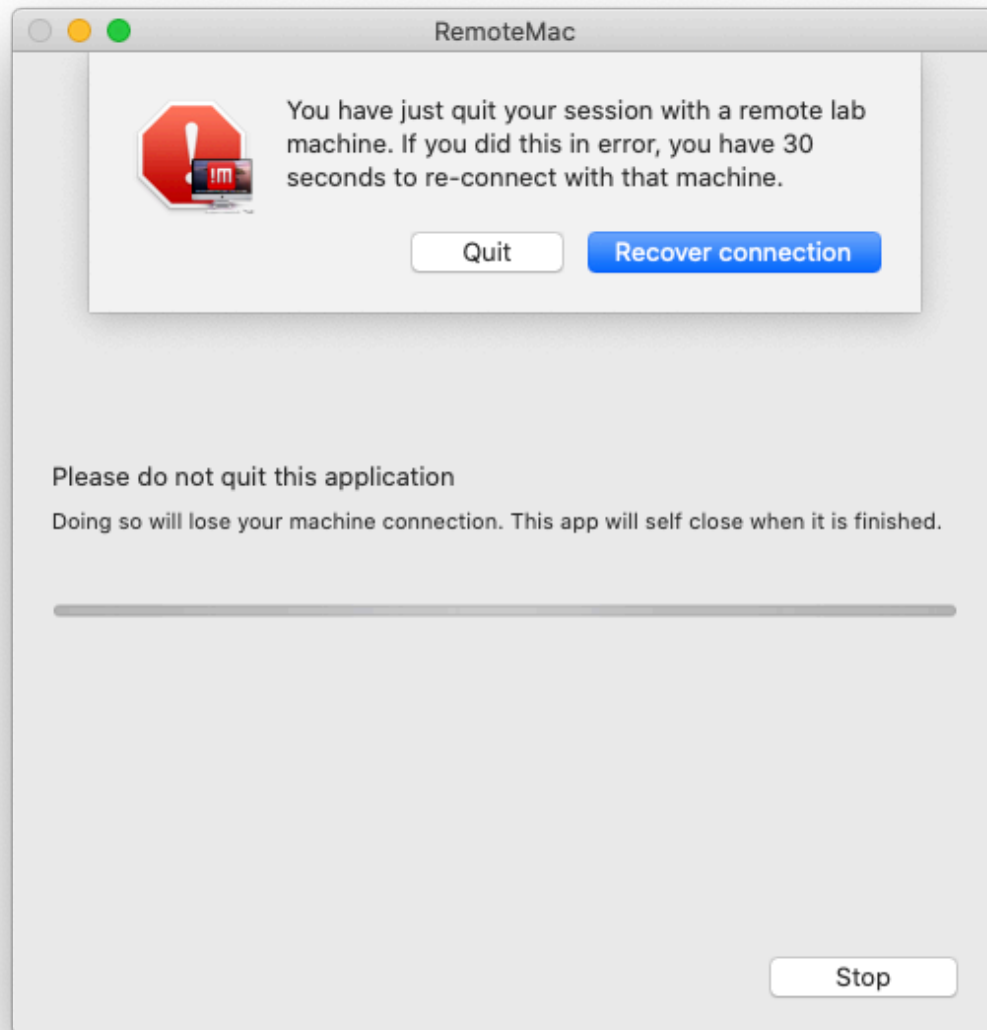 RemoteMac
You have just quit your session with a remote lab
machine. If you did this in error, you have 30
seconds to re-connect with that machine.
!m
Quit
Recover connection
Please do not quit this application
Doing so will lose your machine connection. This app will self close when it is finished.
Stop